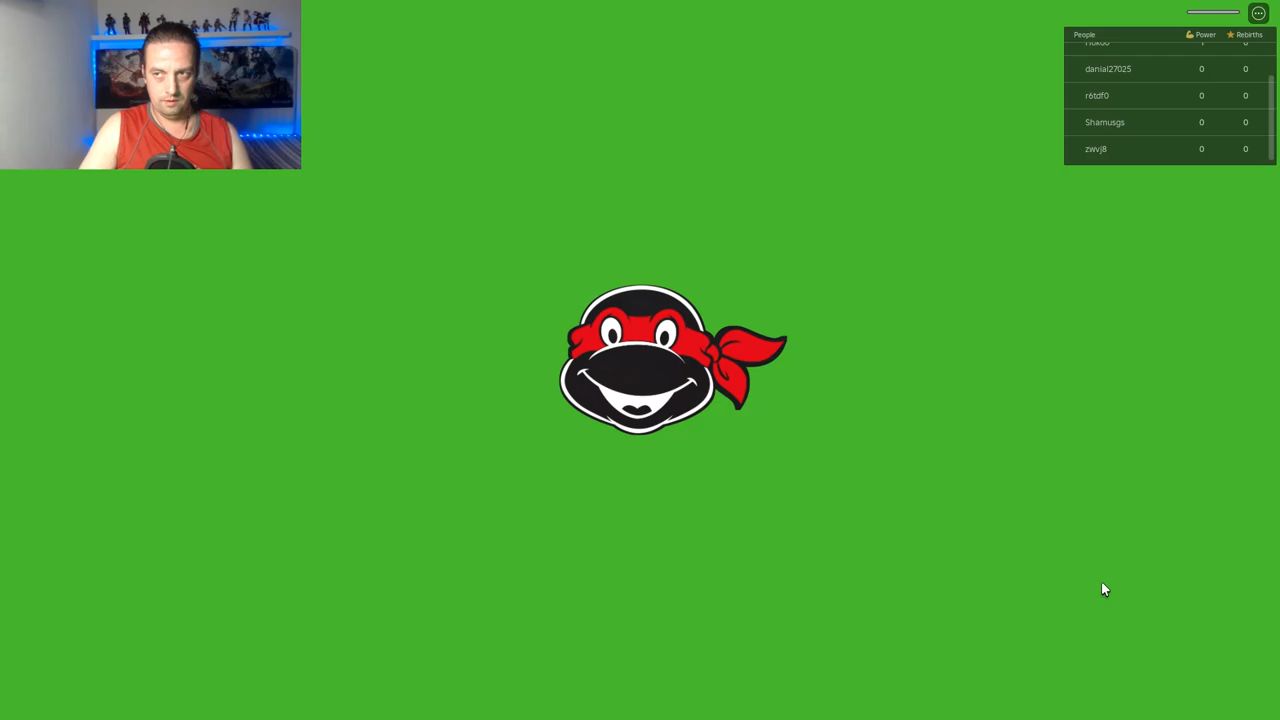 People 💪 Power ⭐ Rebirths
danial27025 0 0
r6tdf0 0 0
Shamusgs 0 0
zwvj8 0 0